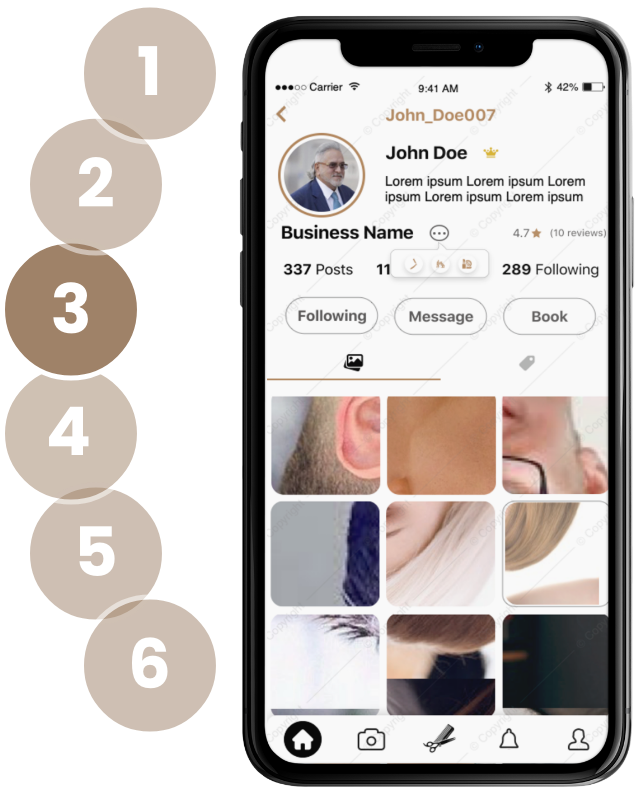 1
2
3
4
5
6
Carrier
9:41 AM
42%
John_Doe007
John Doe
Lorem ipsum Lorem ipsum Lorem
ipsum Lorem ipsum Lorem ipsum
Business Name
4.7 (10 reviews)
337 Posts 11 289 Following
Following
Message
Book
© Copyright